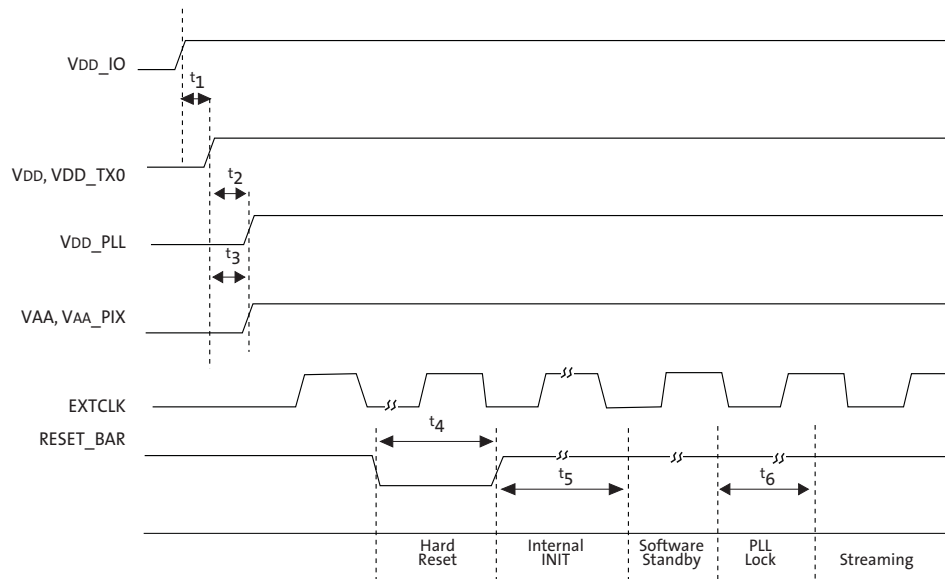 VDD_IO
t1
VDD, VDD_TX0
t2
VDD_PLL
t3
VAA, VAA_PIX
EXTCLK
RESET_BAR
t4
t5
t6
Hard
Reset
Internal
INIT
Software
Standby
PLL
Lock
Streaming